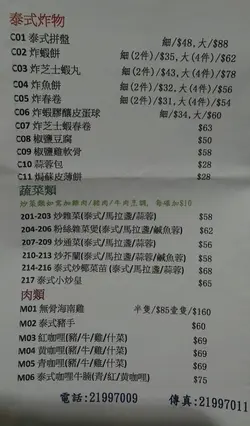 泰式炸物
C01 泰式拼盤 細/$48,大/$88
C02 炸蝦餅 細(2件)/$35,大(4件)/$62
C03 炸芝士蝦丸 細(2件)/$43,大(4件)/$78
C04 炸魚餅 細(2件)/$32,大(4件)/$56
C05 炸春卷 細(2件)/$31,大(4件)/$54
C06 炸蝦膠釀皮蛋球 細/$34,大/$60
C07 炸芝士蝦春卷 $63
C08 椒鹽豆腐 $50
C09 椒鹽雞軟骨 $58
C10 蒜蓉包 $28
C11 焗蘇皮薄餅 $28
蔬菜類
炒菜類如需加雞肉/豬肉/牛肉烹調, 每碟加$10
201-203 炒雜菜(泰式/馬拉盞/蒜蓉) $58
204-206 粉絲雜菜煲(泰式/馬拉盞/鹹魚蓉) $62
207-209 炒通菜(泰式/馬拉盞/蒜蓉) $56
210-213 炒芥蘭(泰式/馬拉盞/蒜蓉/鹹魚) $58
214-216 泰式炒椰菜苗(泰式/馬拉盞/蒜蓉) $68
217 泰式小炒皇 $65
肉類
M01 無骨海南雞 半隻/$85壹隻/$160
M02 泰式豬手 $60
M03 紅咖喱(豬/牛/雞/什菜) $69
M04 黄咖喱(豬/牛/雞/什菜) $69
M05 青咖喱(豬/牛/雞/什菜) $69
M06 泰式咖喱牛腩(青/紅/黄咖喱) $75
電話:21997009 傳真:21997011